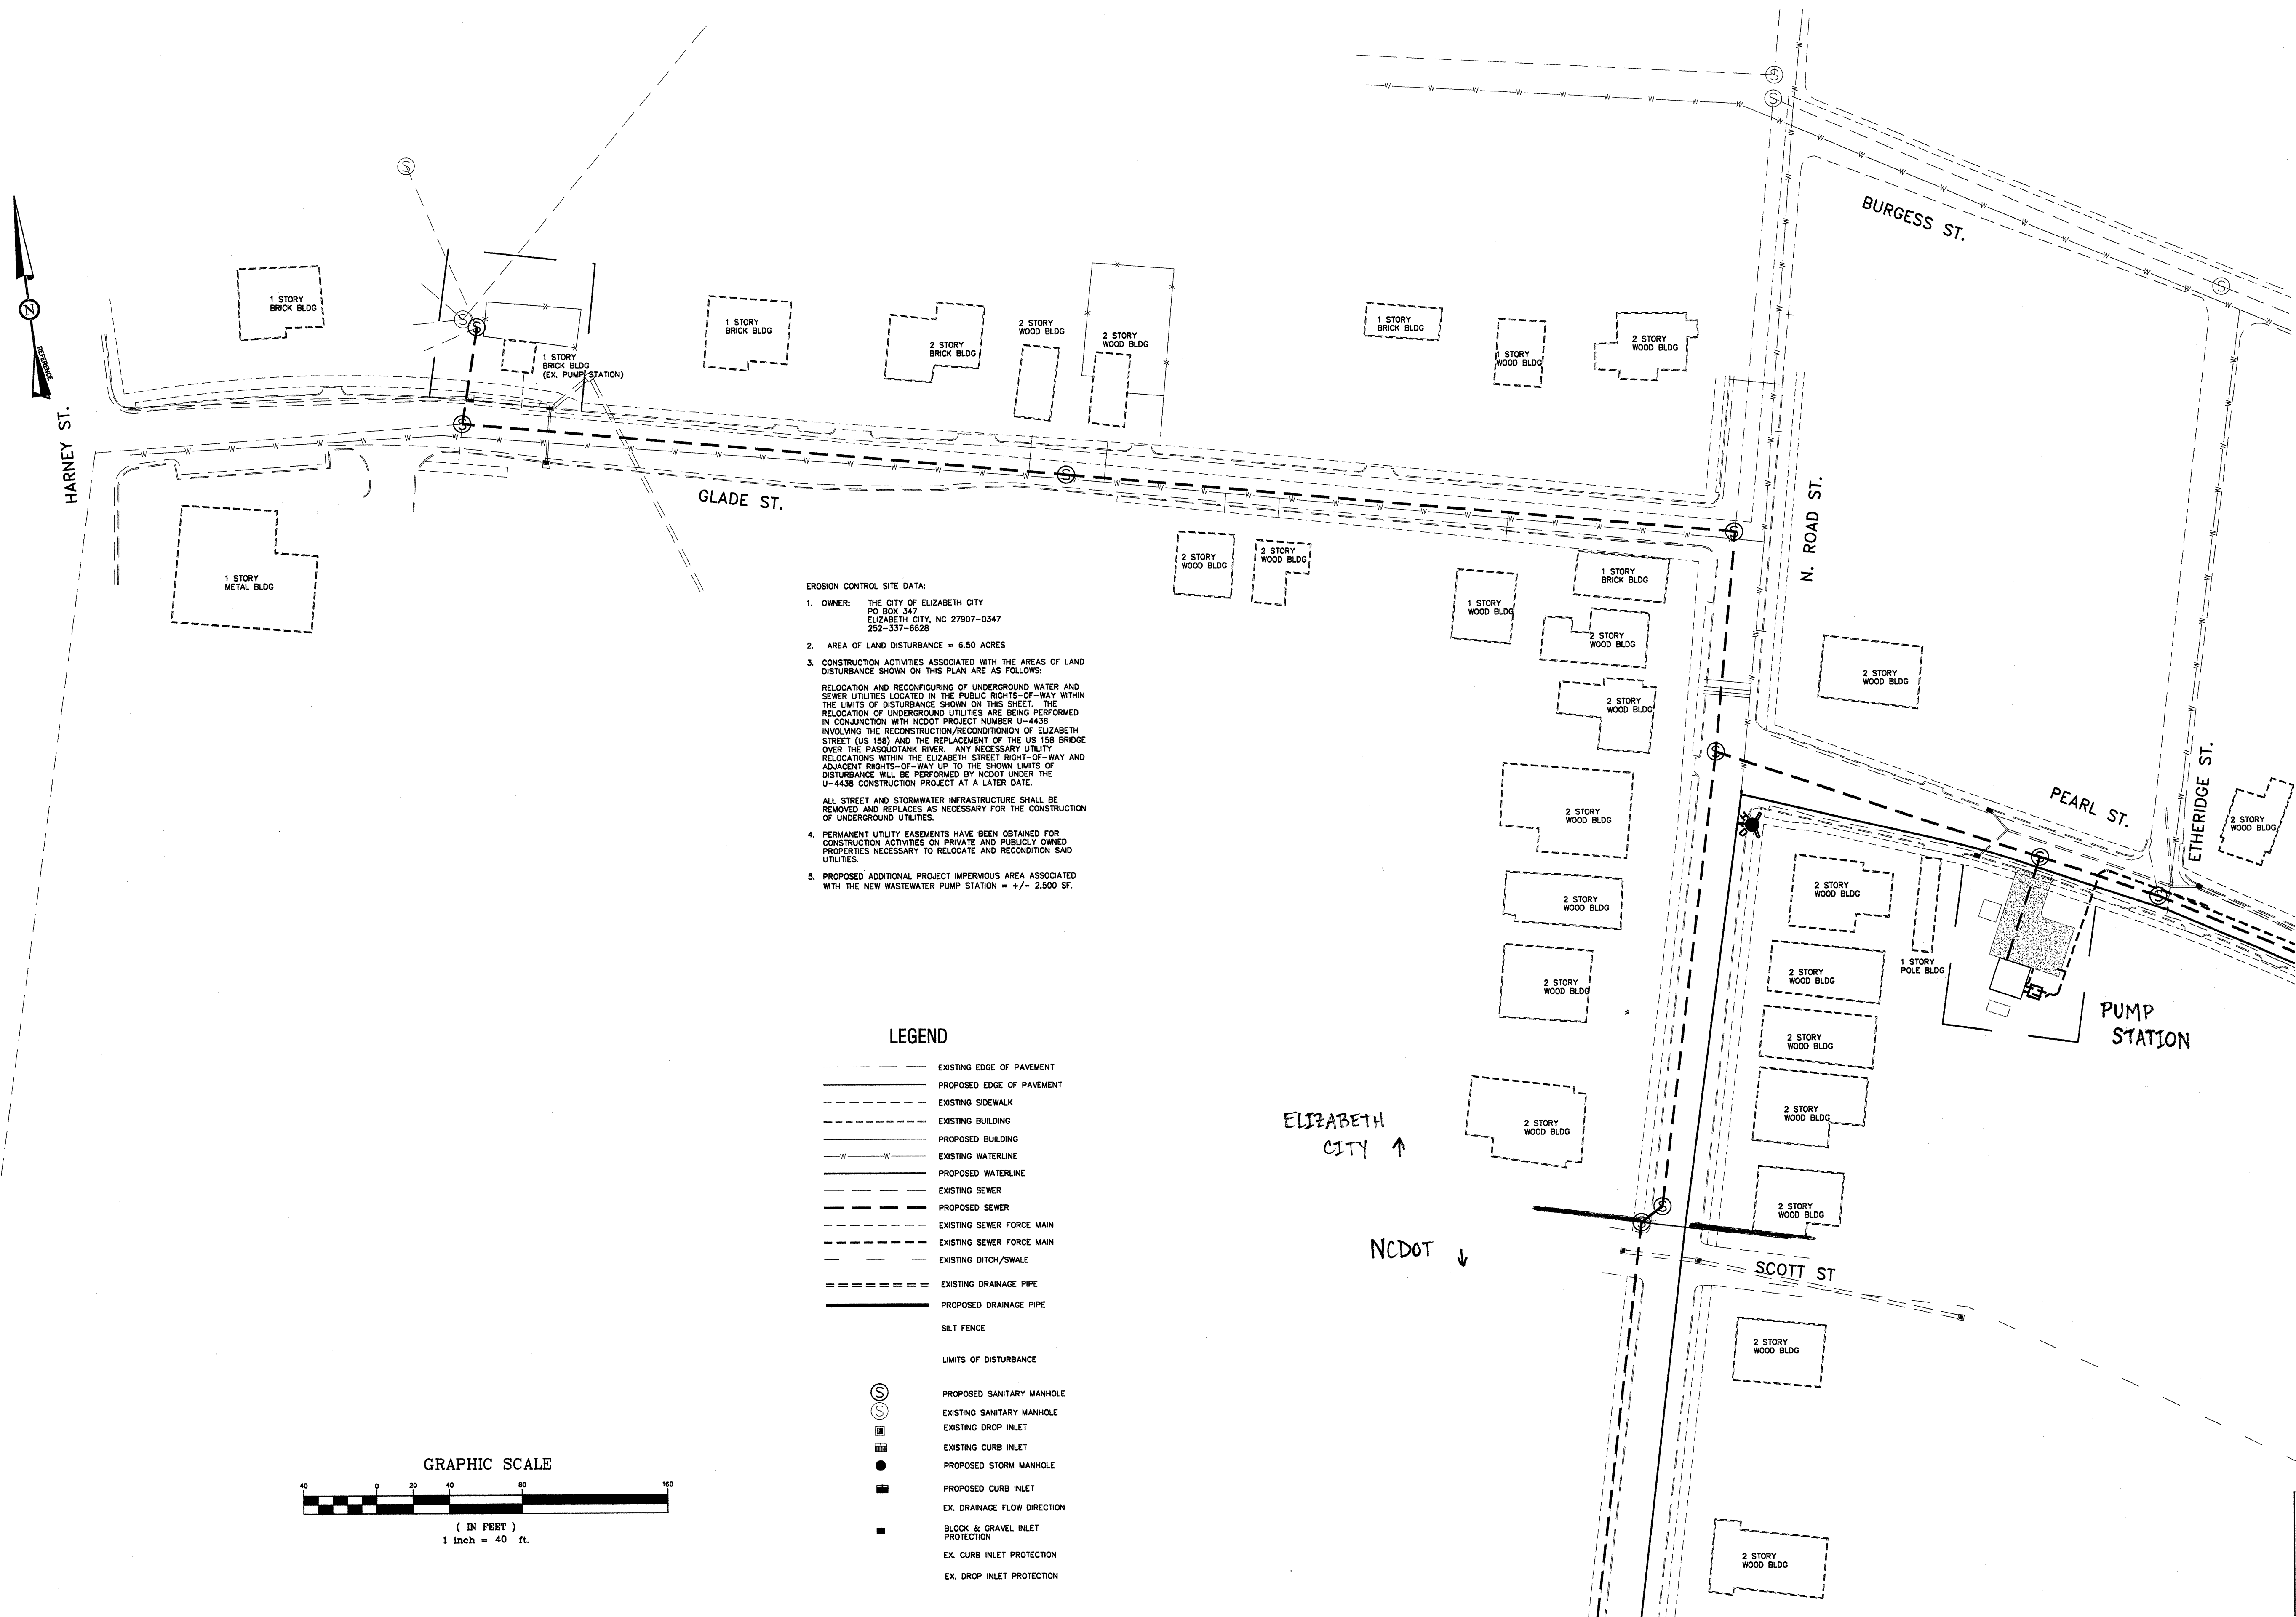 BURGESS ST.
N
REFERENCE
HARNEY ST.
1 STORY
BRICK BLDG
1 STORY
BRICK BLDG
(EX. PUMP STATION)
1 STORY
BRICK BLDG
2 STORY
BRICK BLDG
2 STORY
WOOD BLDG
2 STORY
WOOD BLDG
1 STORY
BRICK BLDG
1 STORY
WOOD BLDG
2 STORY
WOOD BLDG
GLADE ST.
N. ROAD ST.
1 STORY
METAL BLDG
2 STORY
WOOD BLDG
2 STORY
WOOD BLDG
1 STORY
BRICK BLDG
1 STORY
WOOD BLDG
2 STORY
WOOD BLDG
2 STORY
WOOD BLDG
2 STORY
WOOD BLDG
PEARL ST.
ETHERIDGE ST.
2 STORY
WOOD BLDG
2 STORY
WOOD BLDG
2 STORY
WOOD BLDG
2 STORY
WOOD BLDG
2 STORY
WOOD BLDG
1 STORY
POLE BLDG
2 STORY
WOOD BLDG
2 STORY
WOOD BLDG
PUMP
STATION
2 STORY
WOOD BLDG
2 STORY
WOOD BLDG
2 STORY
WOOD BLDG
2 STORY
WOOD BLDG
ELIZABETH
CITY ↑
NCDOT ↓
SCOTT ST
2 STORY
WOOD BLDG
2 STORY
WOOD BLDG
EROSION CONTROL SITE DATA:
1. OWNER: THE CITY OF ELIZABETH CITY
PO BOX 347
ELIZABETH CITY, NC 27907-0347
252-337-6628
2. AREA OF LAND DISTURBANCE = 6.50 ACRES
3. CONSTRUCTION ACTIVITIES ASSOCIATED WITH THE AREAS OF LAND
DISTURBANCE SHOWN ON THIS PLAN ARE AS FOLLOWS:
RELOCATION AND RECONFIGURING OF UNDERGROUND WATER AND
SEWER UTILITIES LOCATED IN THE PUBLIC RIGHTS-OF-WAY WITHIN
THE LIMITS OF DISTURBANCE SHOWN ON THIS SHEET. THE
RELOCATION OF UNDERGROUND UTILITIES ARE BEING PERFORMED
IN CONJUNCTION WITH NCDOT PROJECT NUMBER U-4438
INVOLVING THE RECONSTRUCTION/RECONDITIONION OF ELIZABETH
STREET (US 158) AND THE REPLACEMENT OF THE US 158 BRIDGE
OVER THE PASQUOTANK RIVER. ANY NECESSARY UTILITY
RELOCATIONS WITHIN THE ELIZABETH STREET RIGHT-OF-WAY AND
ADJACENT RIIGHTS-OF-WAY UP TO THE SHOWN LIMITS OF
DISTURBANCE WILL BE PERFORMED BY NCDOT UNDER THE
U-4438 CONSTRUCTION PROJECT AT A LATER DATE.
ALL STREET AND STORMWATER INFRASTRUCTURE SHALL BE
REMOVED AND REPLACES AS NECESSARY FOR THE CONSTRUCTION
OF UNDERGROUND UTILITIES.
4. PERMANENT UTILITY EASEMENTS HAVE BEEN OBTAINED FOR
CONSTRUCTION ACTIVITIES ON PRIVATE AND PUBLICLY OWNED
PROPERTIES NECESSARY TO RELOCATE AND RECONDITION SAID
UTILITIES.
5. PROPOSED ADDITIONAL PROJECT IMPERVIOUS AREA ASSOCIATED
WITH THE NEW WASTEWATER PUMP STATION = +/- 2,500 SF.
LEGEND
EXISTING EDGE OF PAVEMENT
PROPOSED EDGE OF PAVEMENT
EXISTING SIDEWALK
EXISTING BUILDING
PROPOSED BUILDING
W W EXISTING WATERLINE
PROPOSED WATERLINE
EXISTING SEWER
PROPOSED SEWER
EXISTING SEWER FORCE MAIN
EXISTING SEWER FORCE MAIN
EXISTING DITCH/SWALE
EXISTING DRAINAGE PIPE
PROPOSED DRAINAGE PIPE
SILT FENCE
LIMITS OF DISTURBANCE
S PROPOSED SANITARY MANHOLE
S EXISTING SANITARY MANHOLE
EXISTING DROP INLET
EXISTING CURB INLET
PROPOSED STORM MANHOLE
PROPOSED CURB INLET
EX. DRAINAGE FLOW DIRECTION
BLOCK & GRAVEL INLET
PROTECTION
EX. CURB INLET PROTECTION
EX. DROP INLET PROTECTION
GRAPHIC SCALE
40 0 20 40 80 160
( IN FEET )
1 inch = 40 ft.